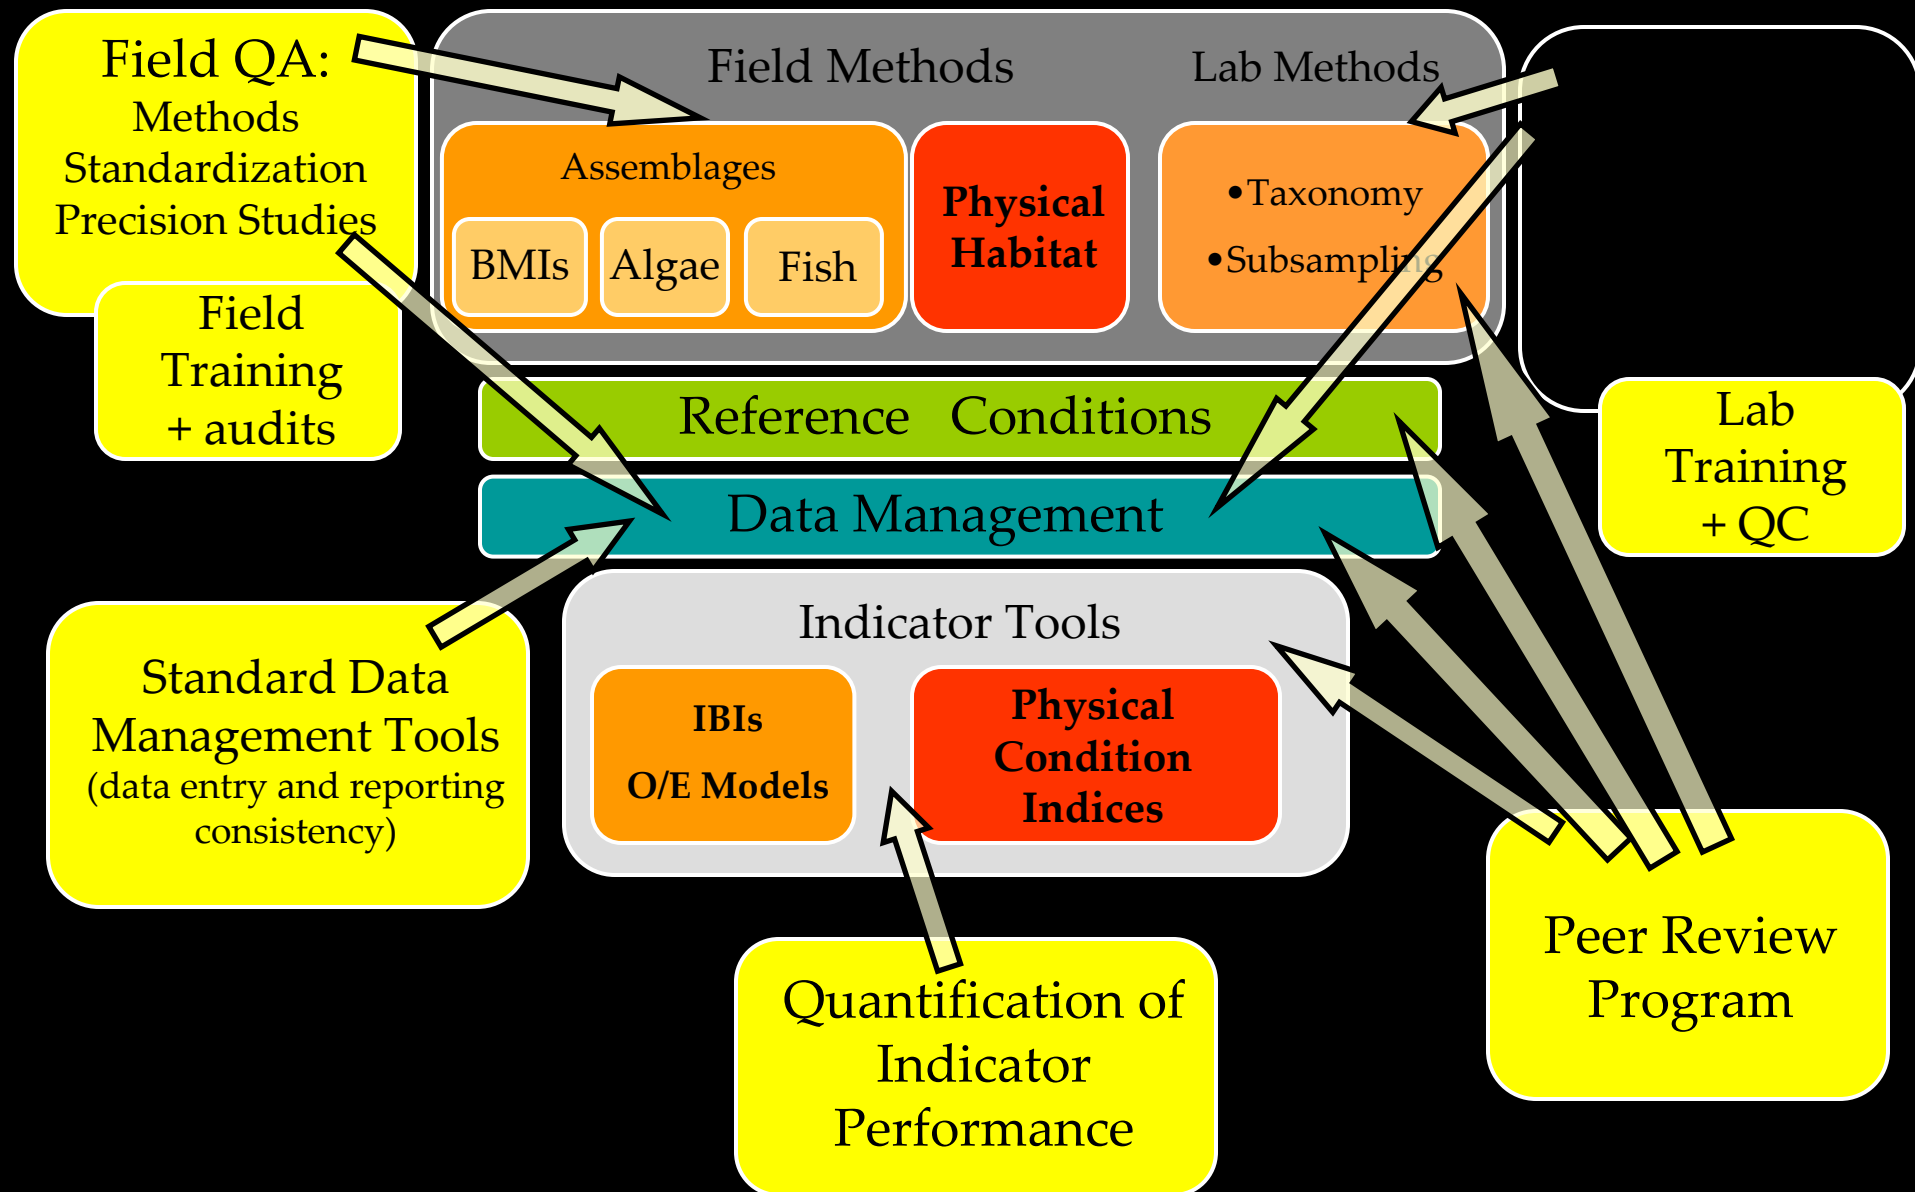 Field QA:
Methods
Standardization
Precision Studies
Field
Training
+ audits
Field Methods
Lab Methods
Assemblages
BMIs
Algae
Fish
Physical
Habitat
•Taxonomy
•Subsampling
Reference Conditions
Data Management
Lab
Training
+ QC
Indicator Tools
IBIs
O/E Models
Physical
Condition
Indices
Standard Data
Management Tools
(data entry and reporting
consistency)
Quantification of
Indicator
Performance
Peer Review
Program